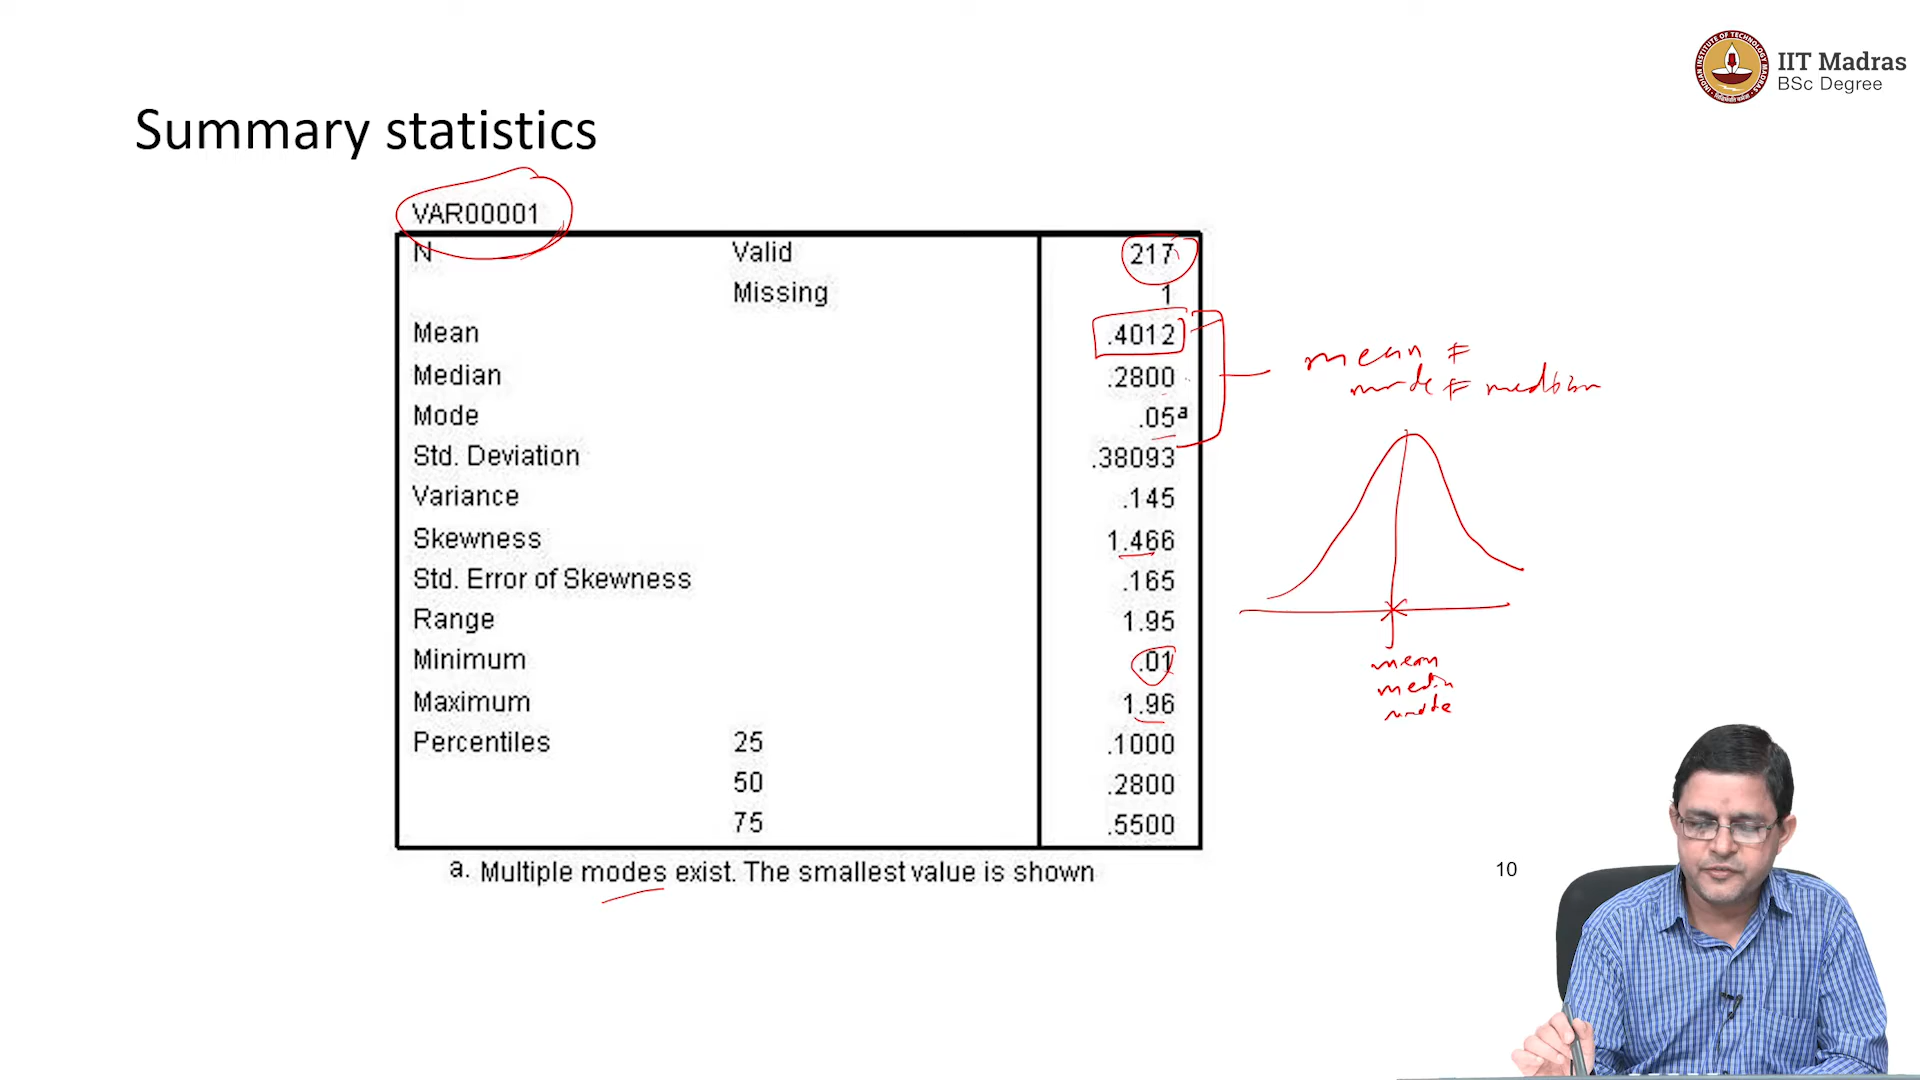 IIT Madras
BSc Degree
Summary statistics
VAR00001
N Valid 217
Missing 1
Mean .4012
Median .2800
Mode .05a
Std. Deviation .38093
Variance .145
Skewness 1.466
Std. Error of Skewness .165
Range 1.95
Minimum .01
Maximum 1.96
Percentiles 25 .1000
50 .2800
75 .5500
a. Multiple modes exist. The smallest value is shown
mean ≠
mode ≠ median
mean
median
mode
10